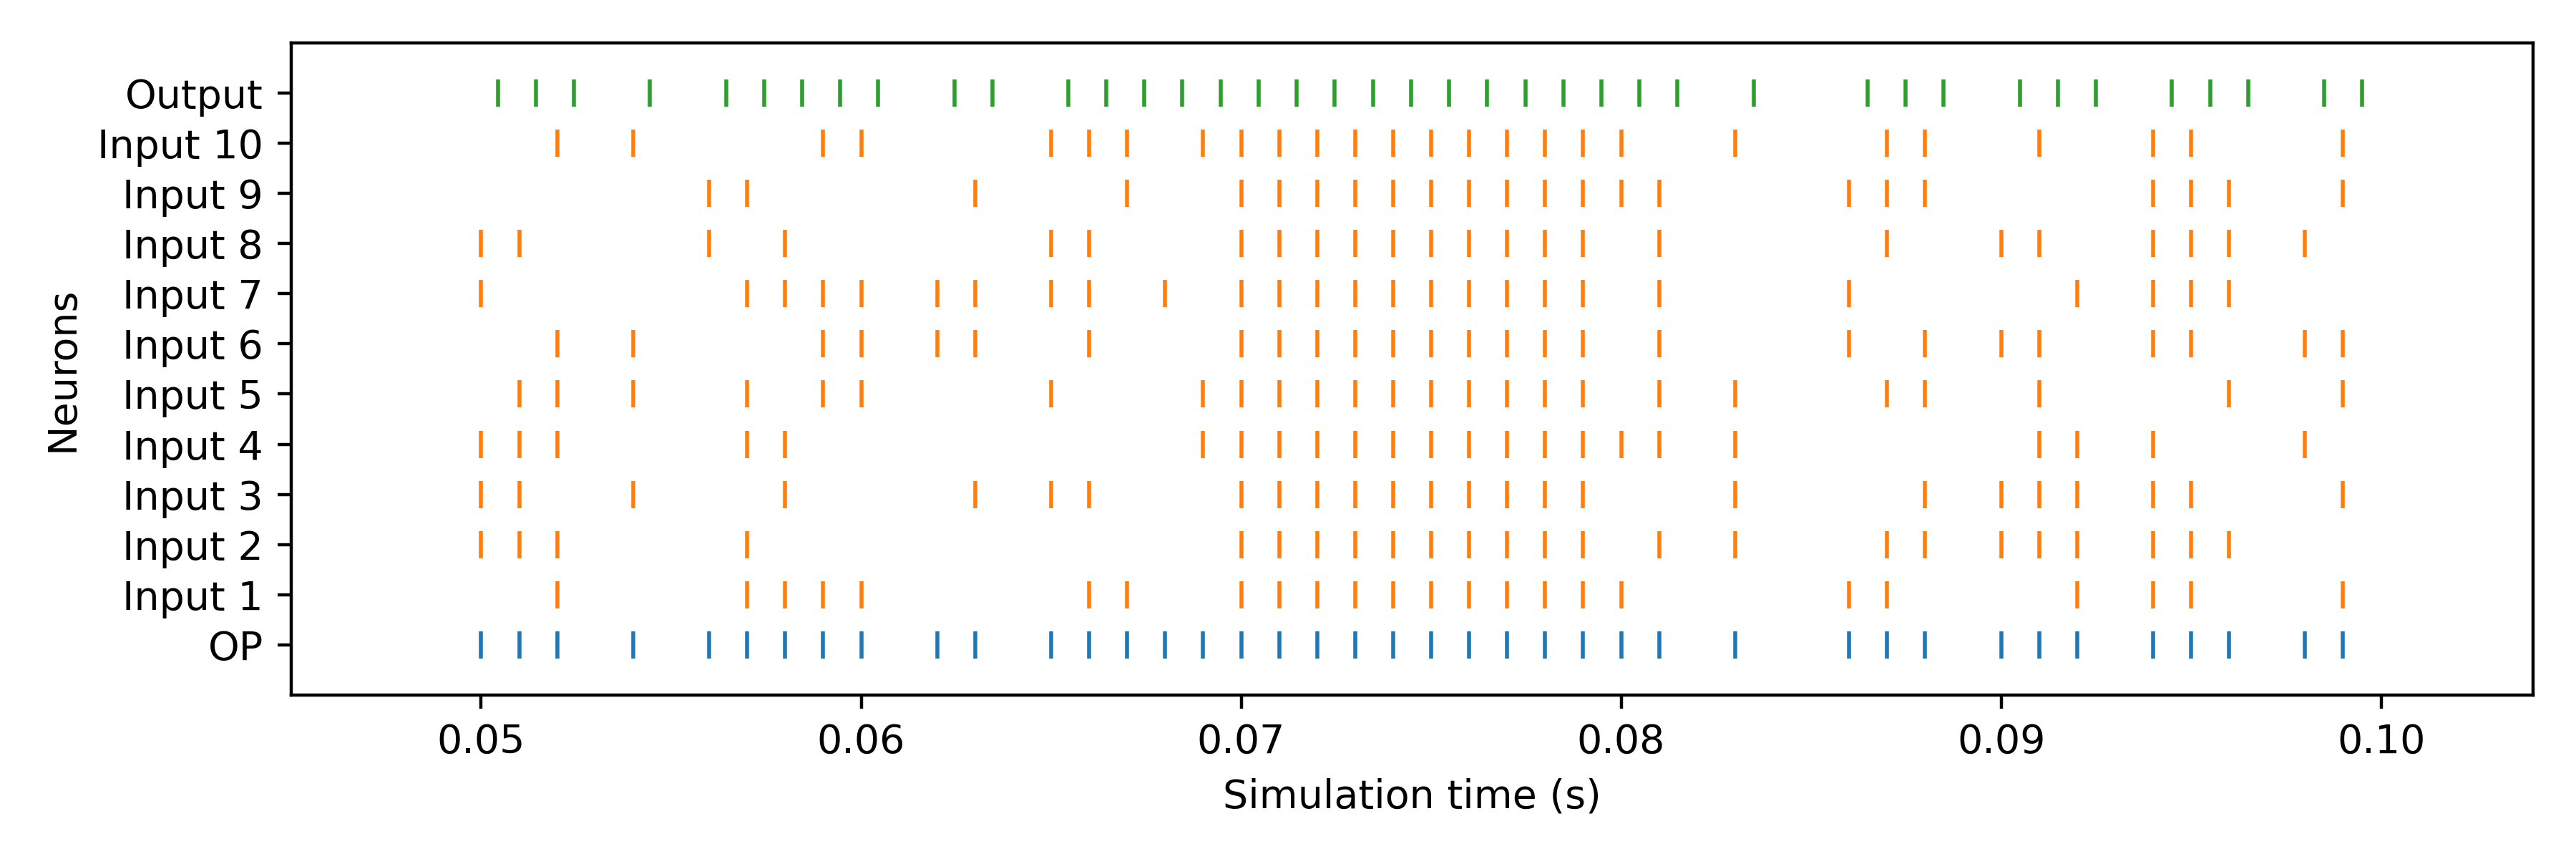 Output
Input 10
Input 9
Input 8
Input 7
Input 6
Input 5
Input 4
Input 3
Input 2
Input 1
OP
Neurons
0.05 0.06 0.07 0.08 0.09 0.10
Simulation time (s)